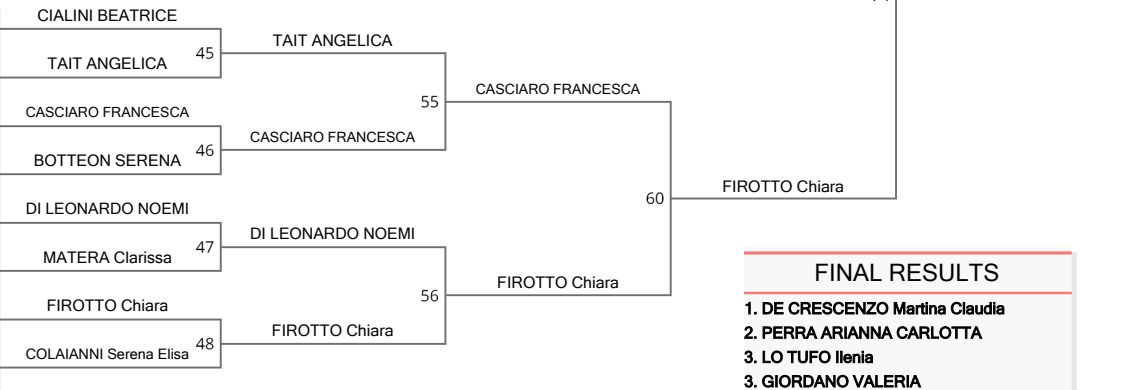 CIALINI BEATRICE
45
TAIT ANGELICA
TAIT ANGELICA
CASCIARO FRANCESCA
55
CASCIARO FRANCESCA
46
CASCIARO FRANCESCA
BOTTEON SERENA
60
FIROTTO Chiara
DI LEONARDO NOEMI
47
DI LEONARDO NOEMI
MATERA Clarissa
56
FIROTTO Chiara
FIROTTO Chiara
48
FIROTTO Chiara
COLAIANNI Serena Elisa
FINAL RESULTS
1. DE CRESCENZO Martina Claudia
2. PERRA ARIANNA CARLOTTA
3. LO TUFO Ilenia
3. GIORDANO VALERIA